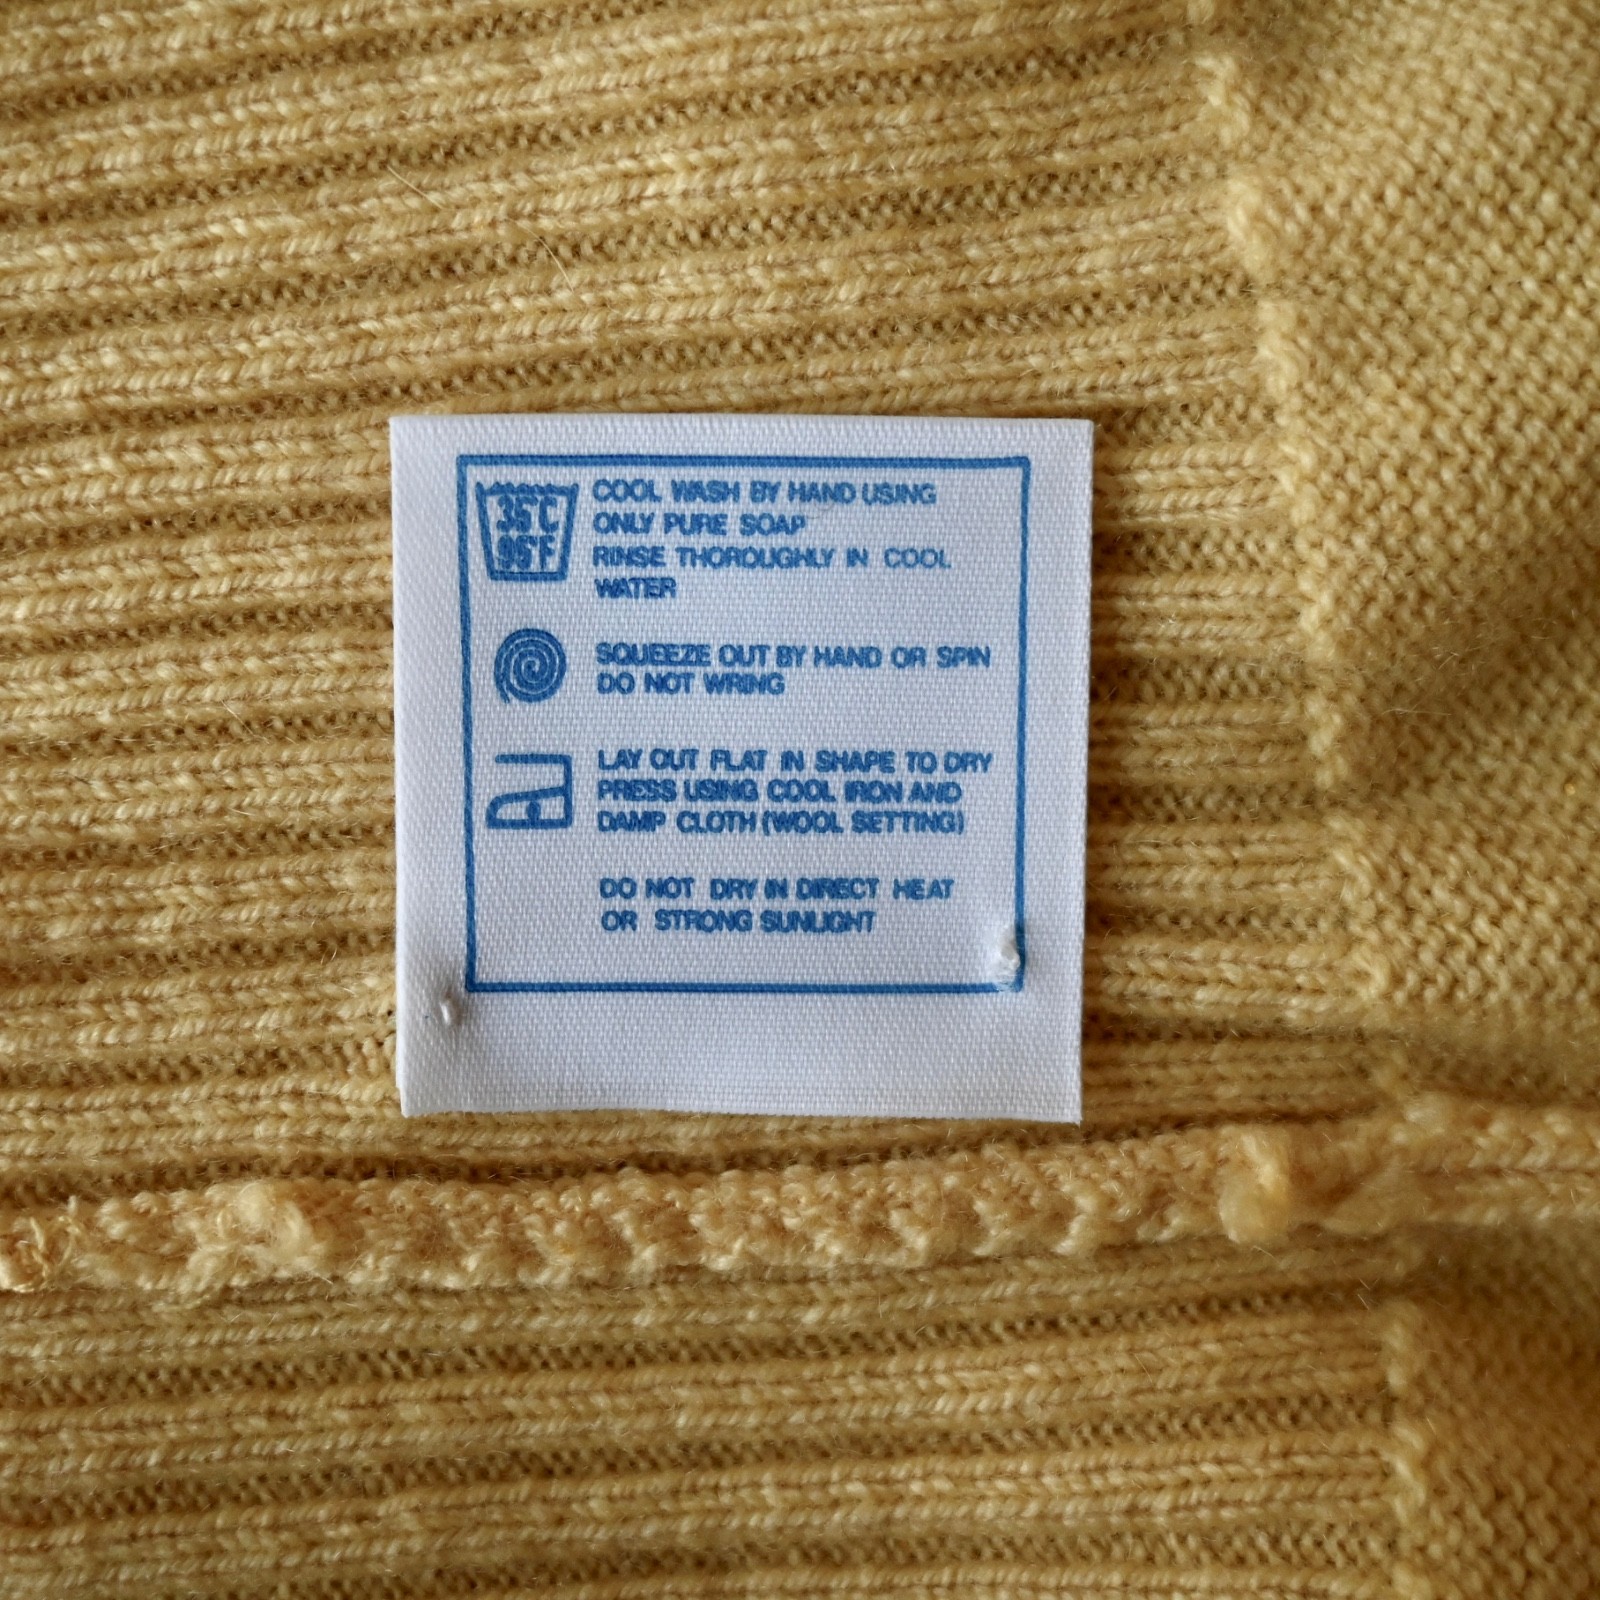 35°C
95°F
COOL WASH BY HAND USING
ONLY PURE SOAP
RINSE THOROUGHLY IN COOL
WATER
SQUEEZE OUT BY HAND OR SPIN
DO NOT WRING
LAY OUT FLAT IN SHAPE TO DRY
PRESS USING COOL IRON AND
DAMP CLOTH (WOOL SETTING)
DO NOT DRY IN DIRECT HEAT
OR STRONG SUNLIGHT